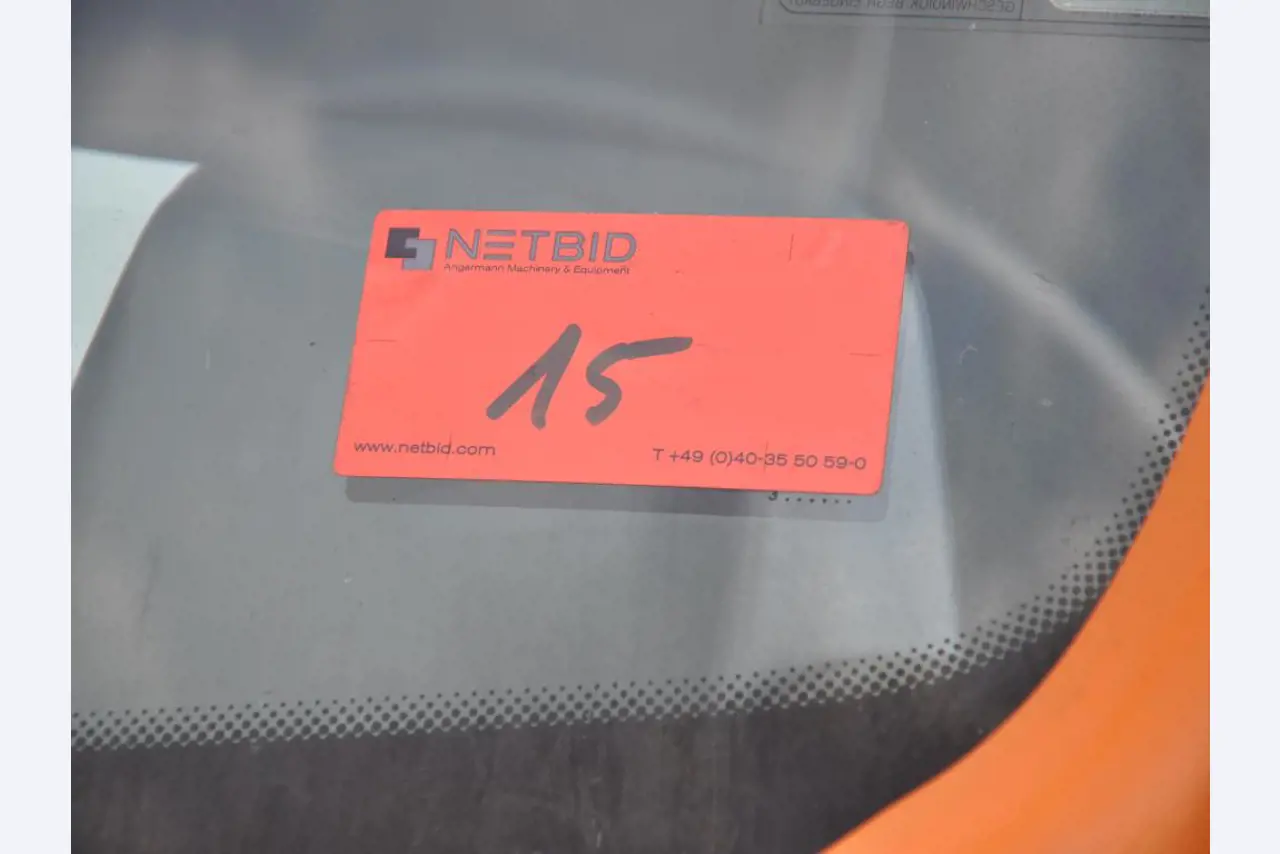 NETBID
Angermann Machinery & Equipment
15
www.netbid.com
T +49 (0)40-35 50 59-0